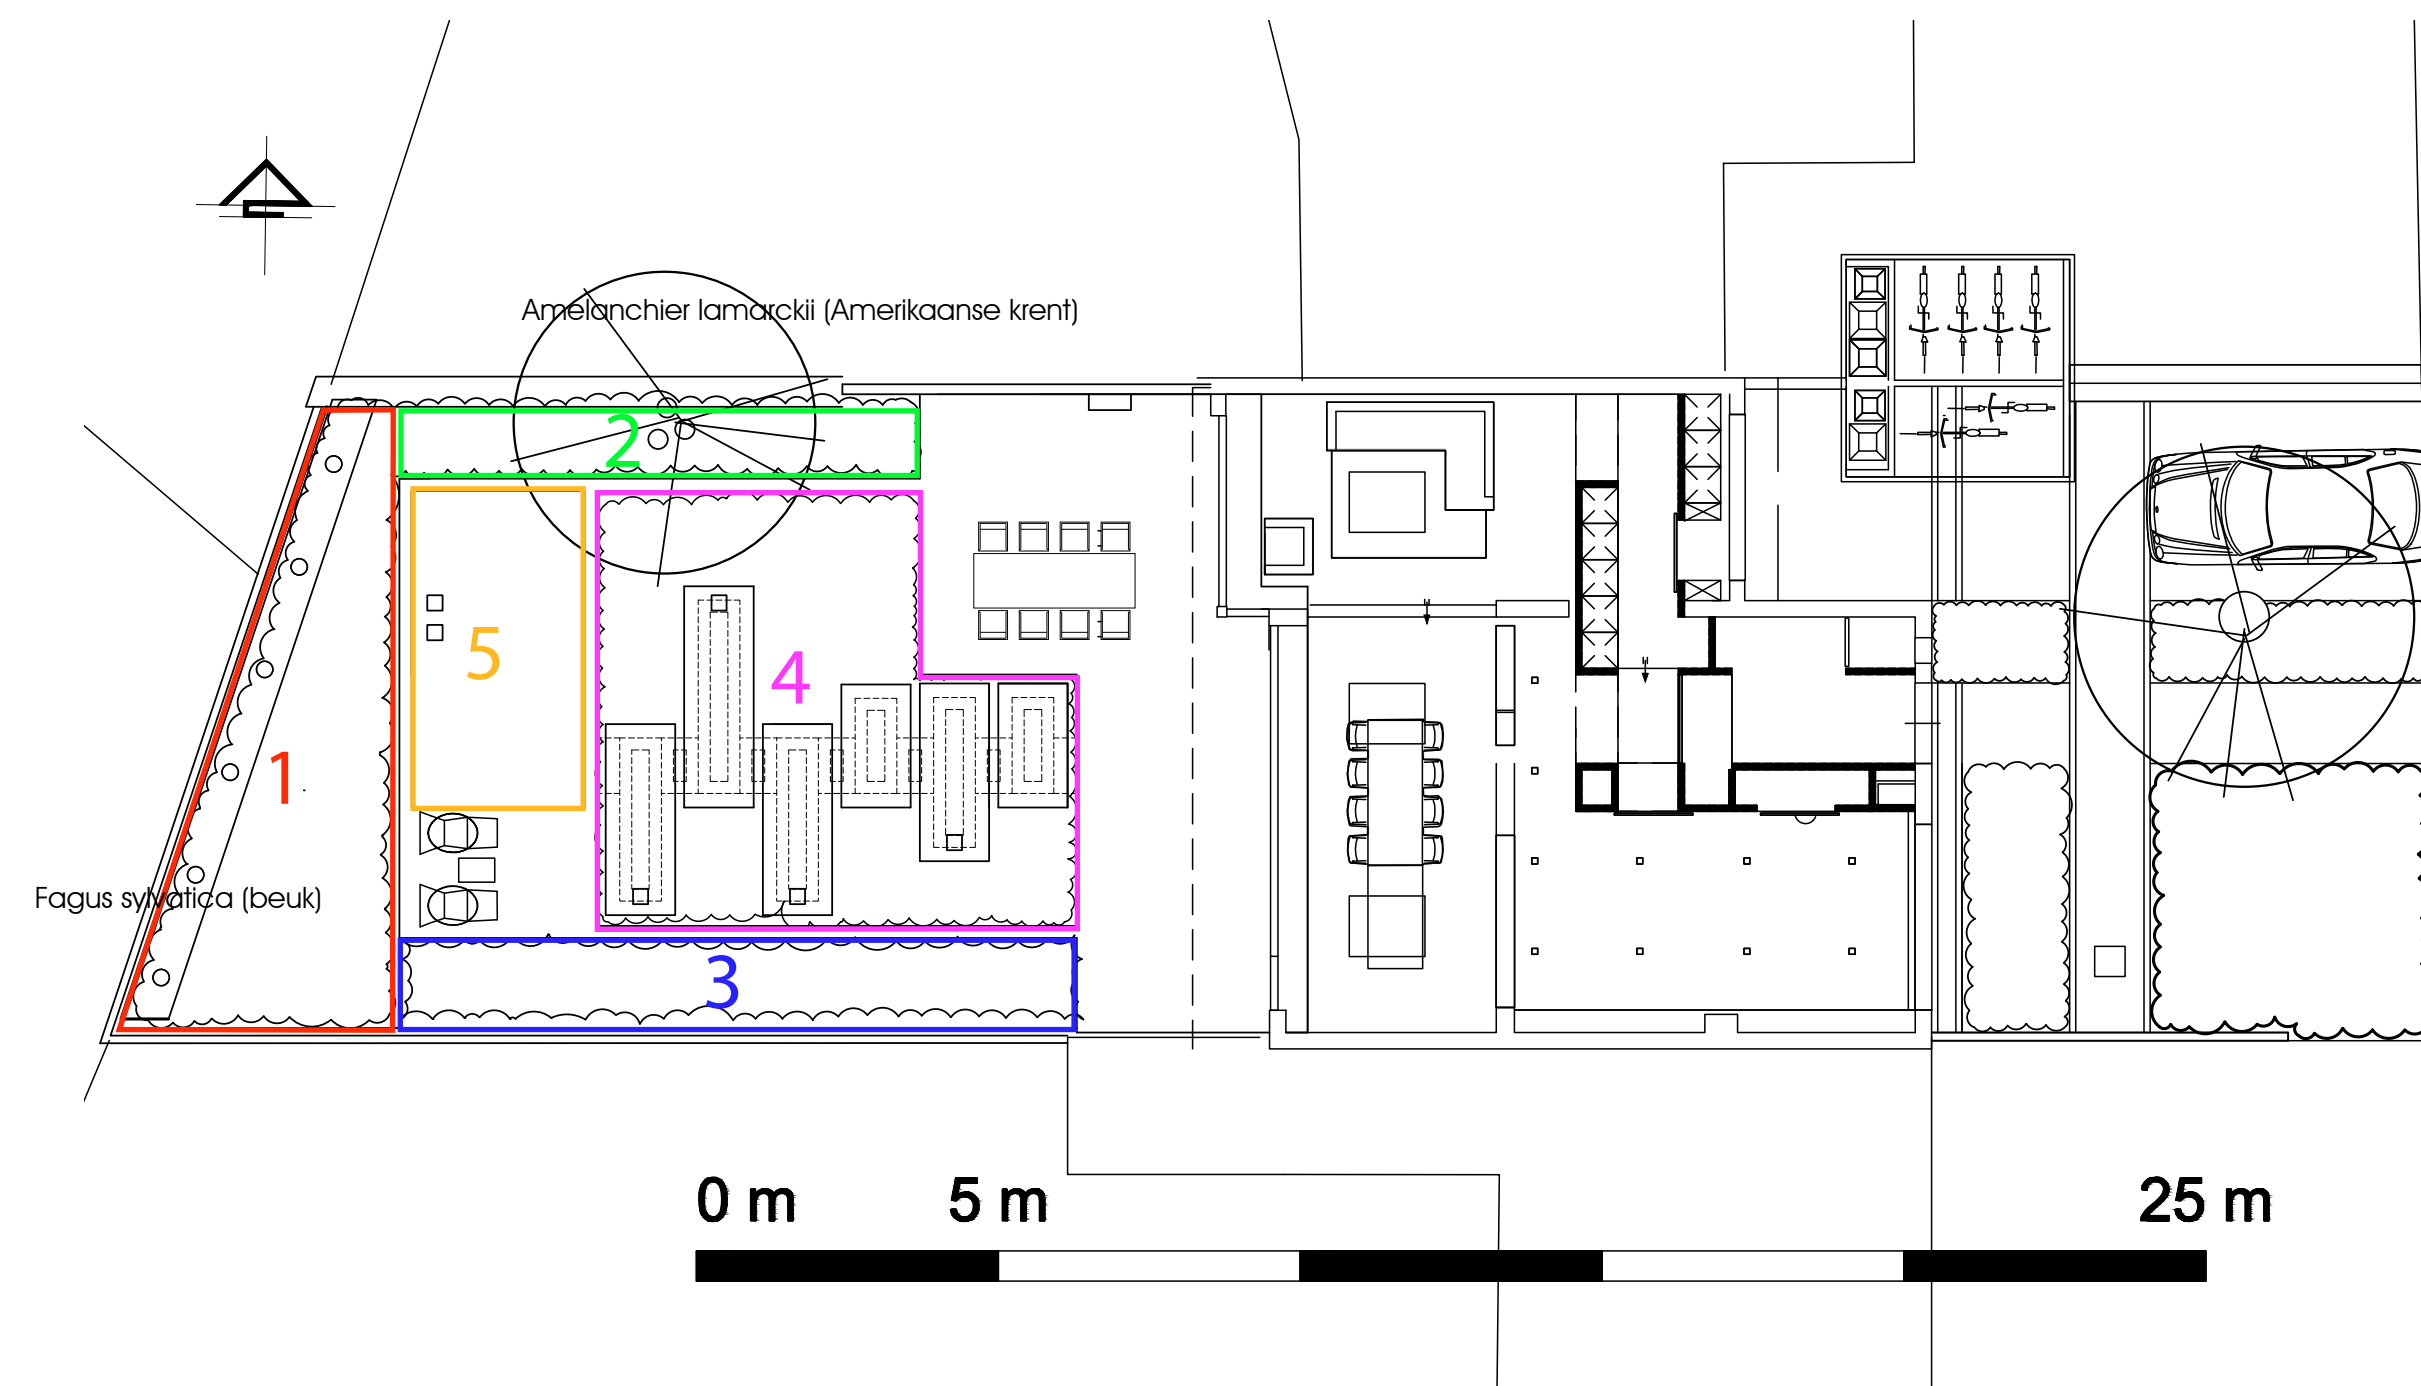 Amelanchier lamarckii (Amerikaanse krent)
2
5
4
1
Fagus sylvatica (beuk)
3
0 m 5 m 25 m